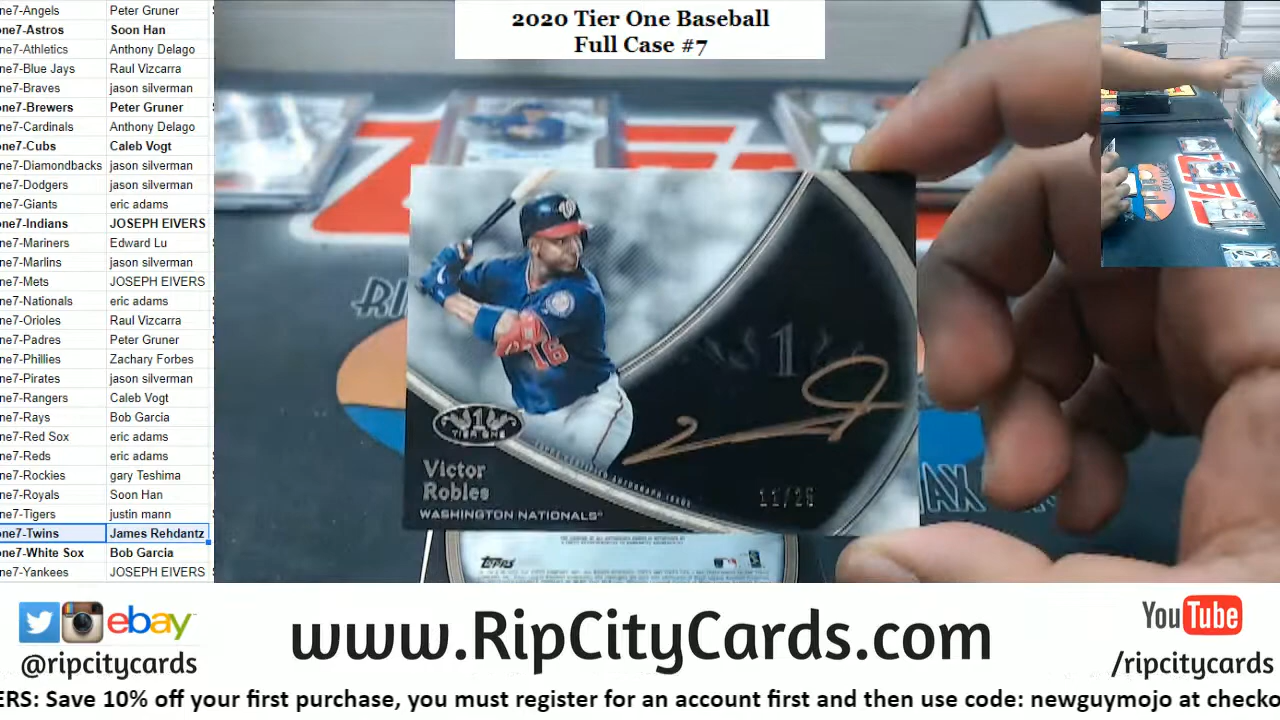 2020 Tier One Baseball
Full Case #7
ne7-Angels Peter Gruner
ne7-Astros Soon Han
ne7-Athletics Anthony Delago
ne7-Blue Jays Raul Vizcarra
ne7-Braves jason silverman
one7-Brewers Peter Gruner
ne7-Cardinals Anthony Delago
one7-Cubs Caleb Vogt
ne7-Diamondbacks jason silverman
ne7-Dodgers jason silverman
ne7-Giants eric adams
one7-Indians JOSEPH EIVERS
ne7-Mariners Edward Lu
ne7-Marlins jason silverman
ne7-Mets JOSEPH EIVERS
ne7-Nationals eric adams
ne7-Orioles Raul Vizcarra
ne7-Padres Peter Gruner
ne7-Phillies Zachary Forbes
ne7-Pirates jason silverman
ne7-Rangers Caleb Vogt
ne7-Rays Bob Garcia
ne7-Red Sox eric adams
ne7-Reds eric adams
ne7-Rockies gary Teshima
ne7-Royals Soon Han
ne7-Tigers justin mann
one7-Twins James Rehdantz
one7-White Sox Bob Garcia
ne7-Yankees JOSEPH EIVERS
16
1
1
TIER ONE
Victor
Robles
WASHINGTON NATIONALS
11/25
TOPPS
ebay
@ripcitycards
www.RipCityCards.com
YouTube
/ripcitycards
ERS: Save 10% off your first purchase, you must register for an account first and then use code: newguymojo at checko